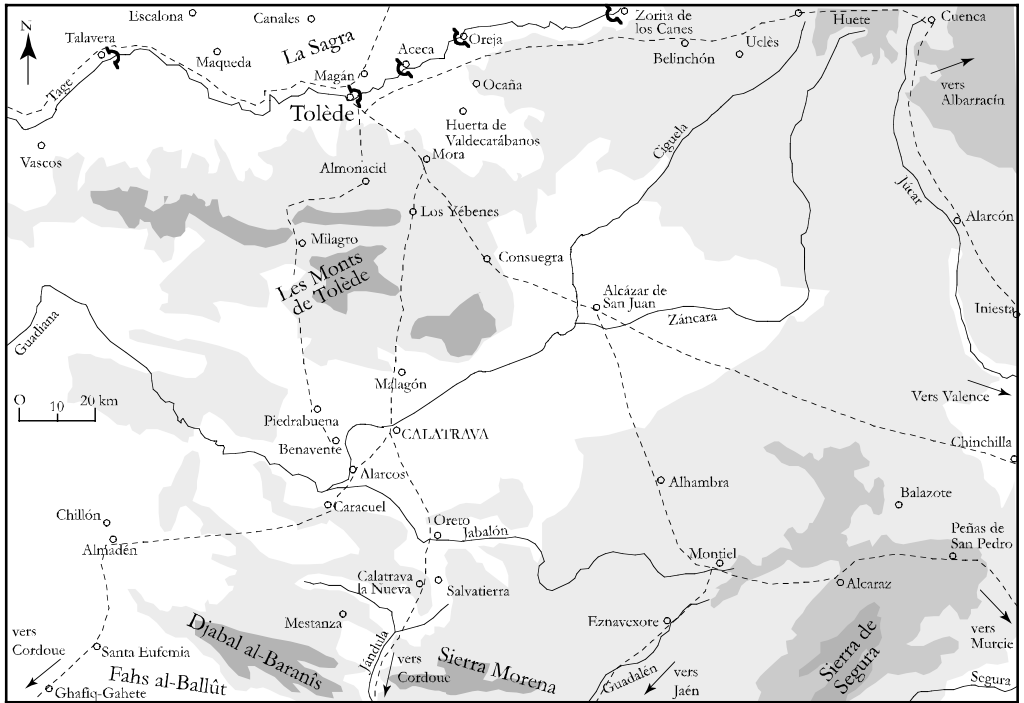 Escalona
Canales
Zorita de
los Canes
Huete
Cuenca
N
Talavera
Maqueda
La Sagra
Aceca
Oreja
Belinchón
Uclès
Magán
Tage
Tolède
Ocaña
vers
Albarracín
Vascos
Huerta de
Valdecarábanos
Mora
Ciguela
Almonacid
Júcar
Los Yébenes
Alarcón
Milagro
Consuegra
Les Monts
de Tolède
Alcázar de
San Juan
Iniesta
Záncara
Guadiana
Malagón
O 10 20 km
Vers Valence
Piedrabuena
CALATRAVA
Benavente
Chinchilla
Alarcos
Alhambra
Balazote
Caracuel
Chillón
Oreto
Jabalón
Peñas de
San Pedro
Almadén
Montiel
Calatrava
la Nueva
Salvatierra
Alcaraz
Mestanza
Eznavexore
vers
Cordoue
Djabal al-Baranîs
Jándula
vers
Murcie
Santa Eufemia
vers
Cordoue
Sierra Morena
Sierra de
Segura
Fahs al-Ballût
Guadalén
vers
Jaén
Segura
Ghafiq-Gahete